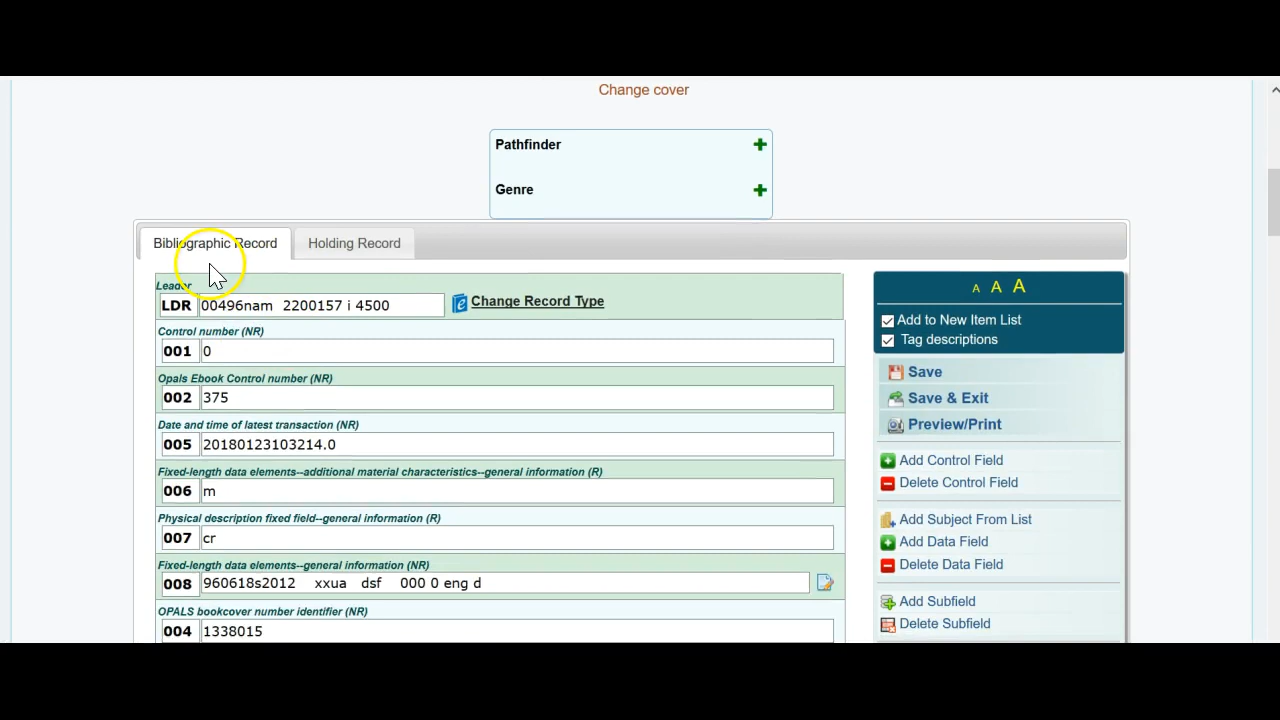 Change cover
Pathfinder
Genre
Bibliographic Record
Holding Record
Leader
LDR 00496nam  2200157 i 4500
Change Record Type
Control number (NR)
001 0
Opals Ebook Control number (NR)
002 375
Date and time of latest transaction (NR)
005 20180123103214.0
Fixed-length data elements--additional material characteristics--general information (R)
006 m
Physical description fixed field--general information (R)
007 cr
Fixed-length data elements--general information (NR)
008 960618s2012    xxua   dsf    000 0 eng d
OPALS bookcover number identifier (NR)
004 1338015
A A A
Add to New Item List
Tag descriptions
Save
Save & Exit
Preview/Print
Add Control Field
Delete Control Field
Add Subject From List
Add Data Field
Delete Data Field
Add Subfield
Delete Subfield